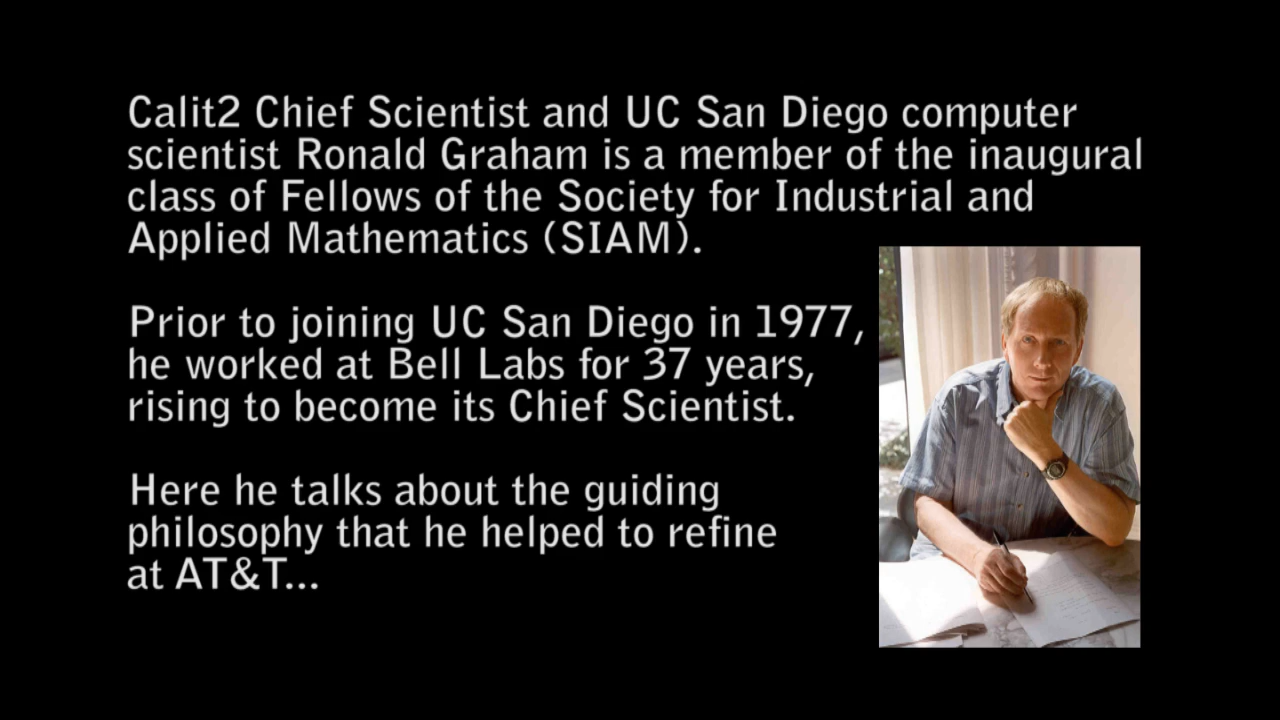 Calit2 Chief Scientist and UC San Diego computer
scientist Ronald Graham is a member of the inaugural
class of Fellows of the Society for Industrial and
Applied Mathematics (SIAM).
Prior to joining UC San Diego in 1977,
he worked at Bell Labs for 37 years,
rising to become its Chief Scientist.
Here he talks about the guiding
philosophy that he helped to refine
at AT&T...